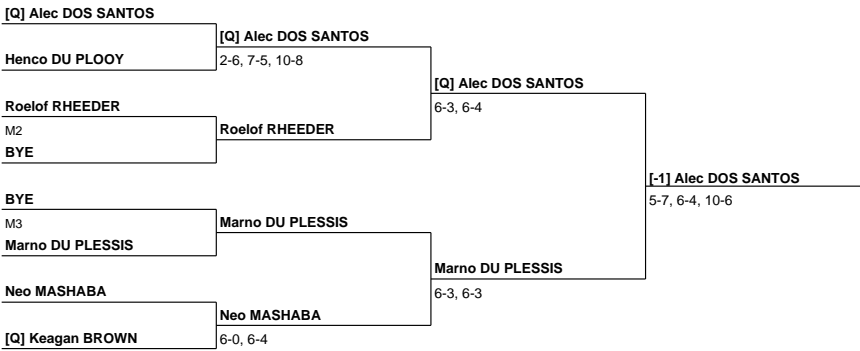 [Q] Alec DOS SANTOS
Henco DU PLOOY
Roelof RHEEDER
M2
BYE
BYE
M3
Marno DU PLESSIS
Neo MASHABA
[Q] Keagan BROWN
[Q] Alec DOS SANTOS
2-6, 7-5, 10-8
Roelof RHEEDER
Marno DU PLESSIS
Neo MASHABA
6-0, 6-4
[Q] Alec DOS SANTOS
6-3, 6-4
Marno DU PLESSIS
6-3, 6-3
[-1] Alec DOS SANTOS
5-7, 6-4, 10-6